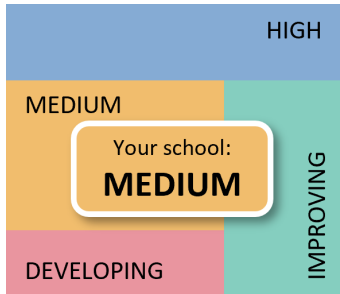 HIGH
MEDIUM
Your school:
MEDIUM
IMPROVING
DEVELOPING